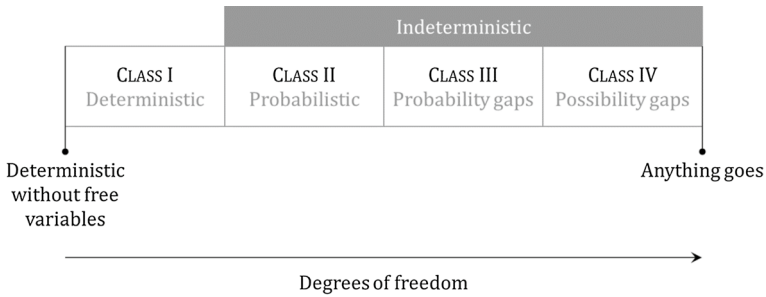 Indeterministic
CLASS I
Deterministic
CLASS II
Probabilistic
CLASS III
Probability gaps
CLASS IV
Possibility gaps
Deterministic
without free
variables
Anything goes
Degrees of freedom